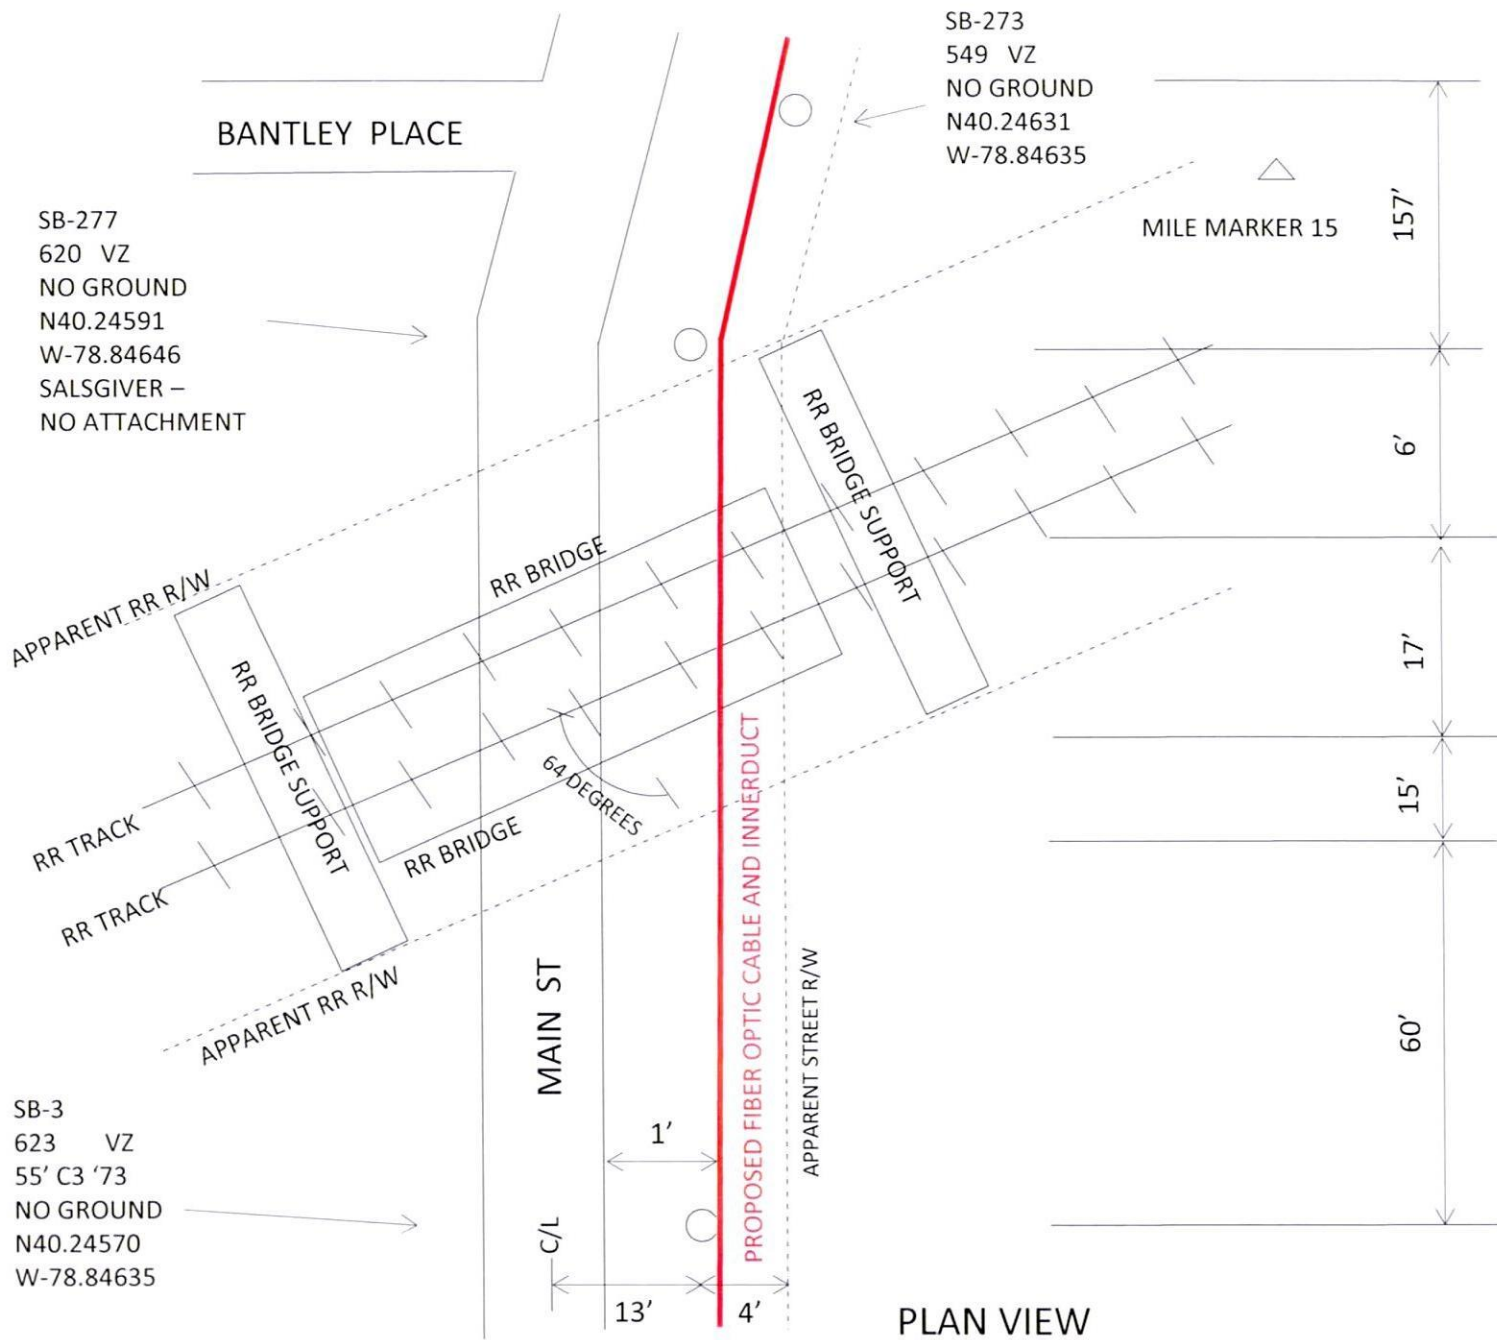 SB-273
549 VZ
NO GROUND
N40.24631
W-78.84635
BANTLEY PLACE
MILE MARKER 15
157’
SB-277
620 VZ
NO GROUND
N40.24591
W-78.84646
SALSGIVER –
NO ATTACHMENT
6’
RR BRIDGE SUPPORT
RR BRIDGE
APPARENT RR R/W
RR BRIDGE SUPPORT
17’
64 DEGREES
15’
RR TRACK
RR BRIDGE
RR TRACK
APPARENT RR R/W
MAIN ST
PROPOSED FIBER OPTIC CABLE AND INNERDUCT
APPARENT STREET R/W
60’
SB-3
623 VZ
55’ C3 ‘73
NO GROUND
N40.24570
W-78.84635
1’
C/L
13’
4’
PLAN VIEW